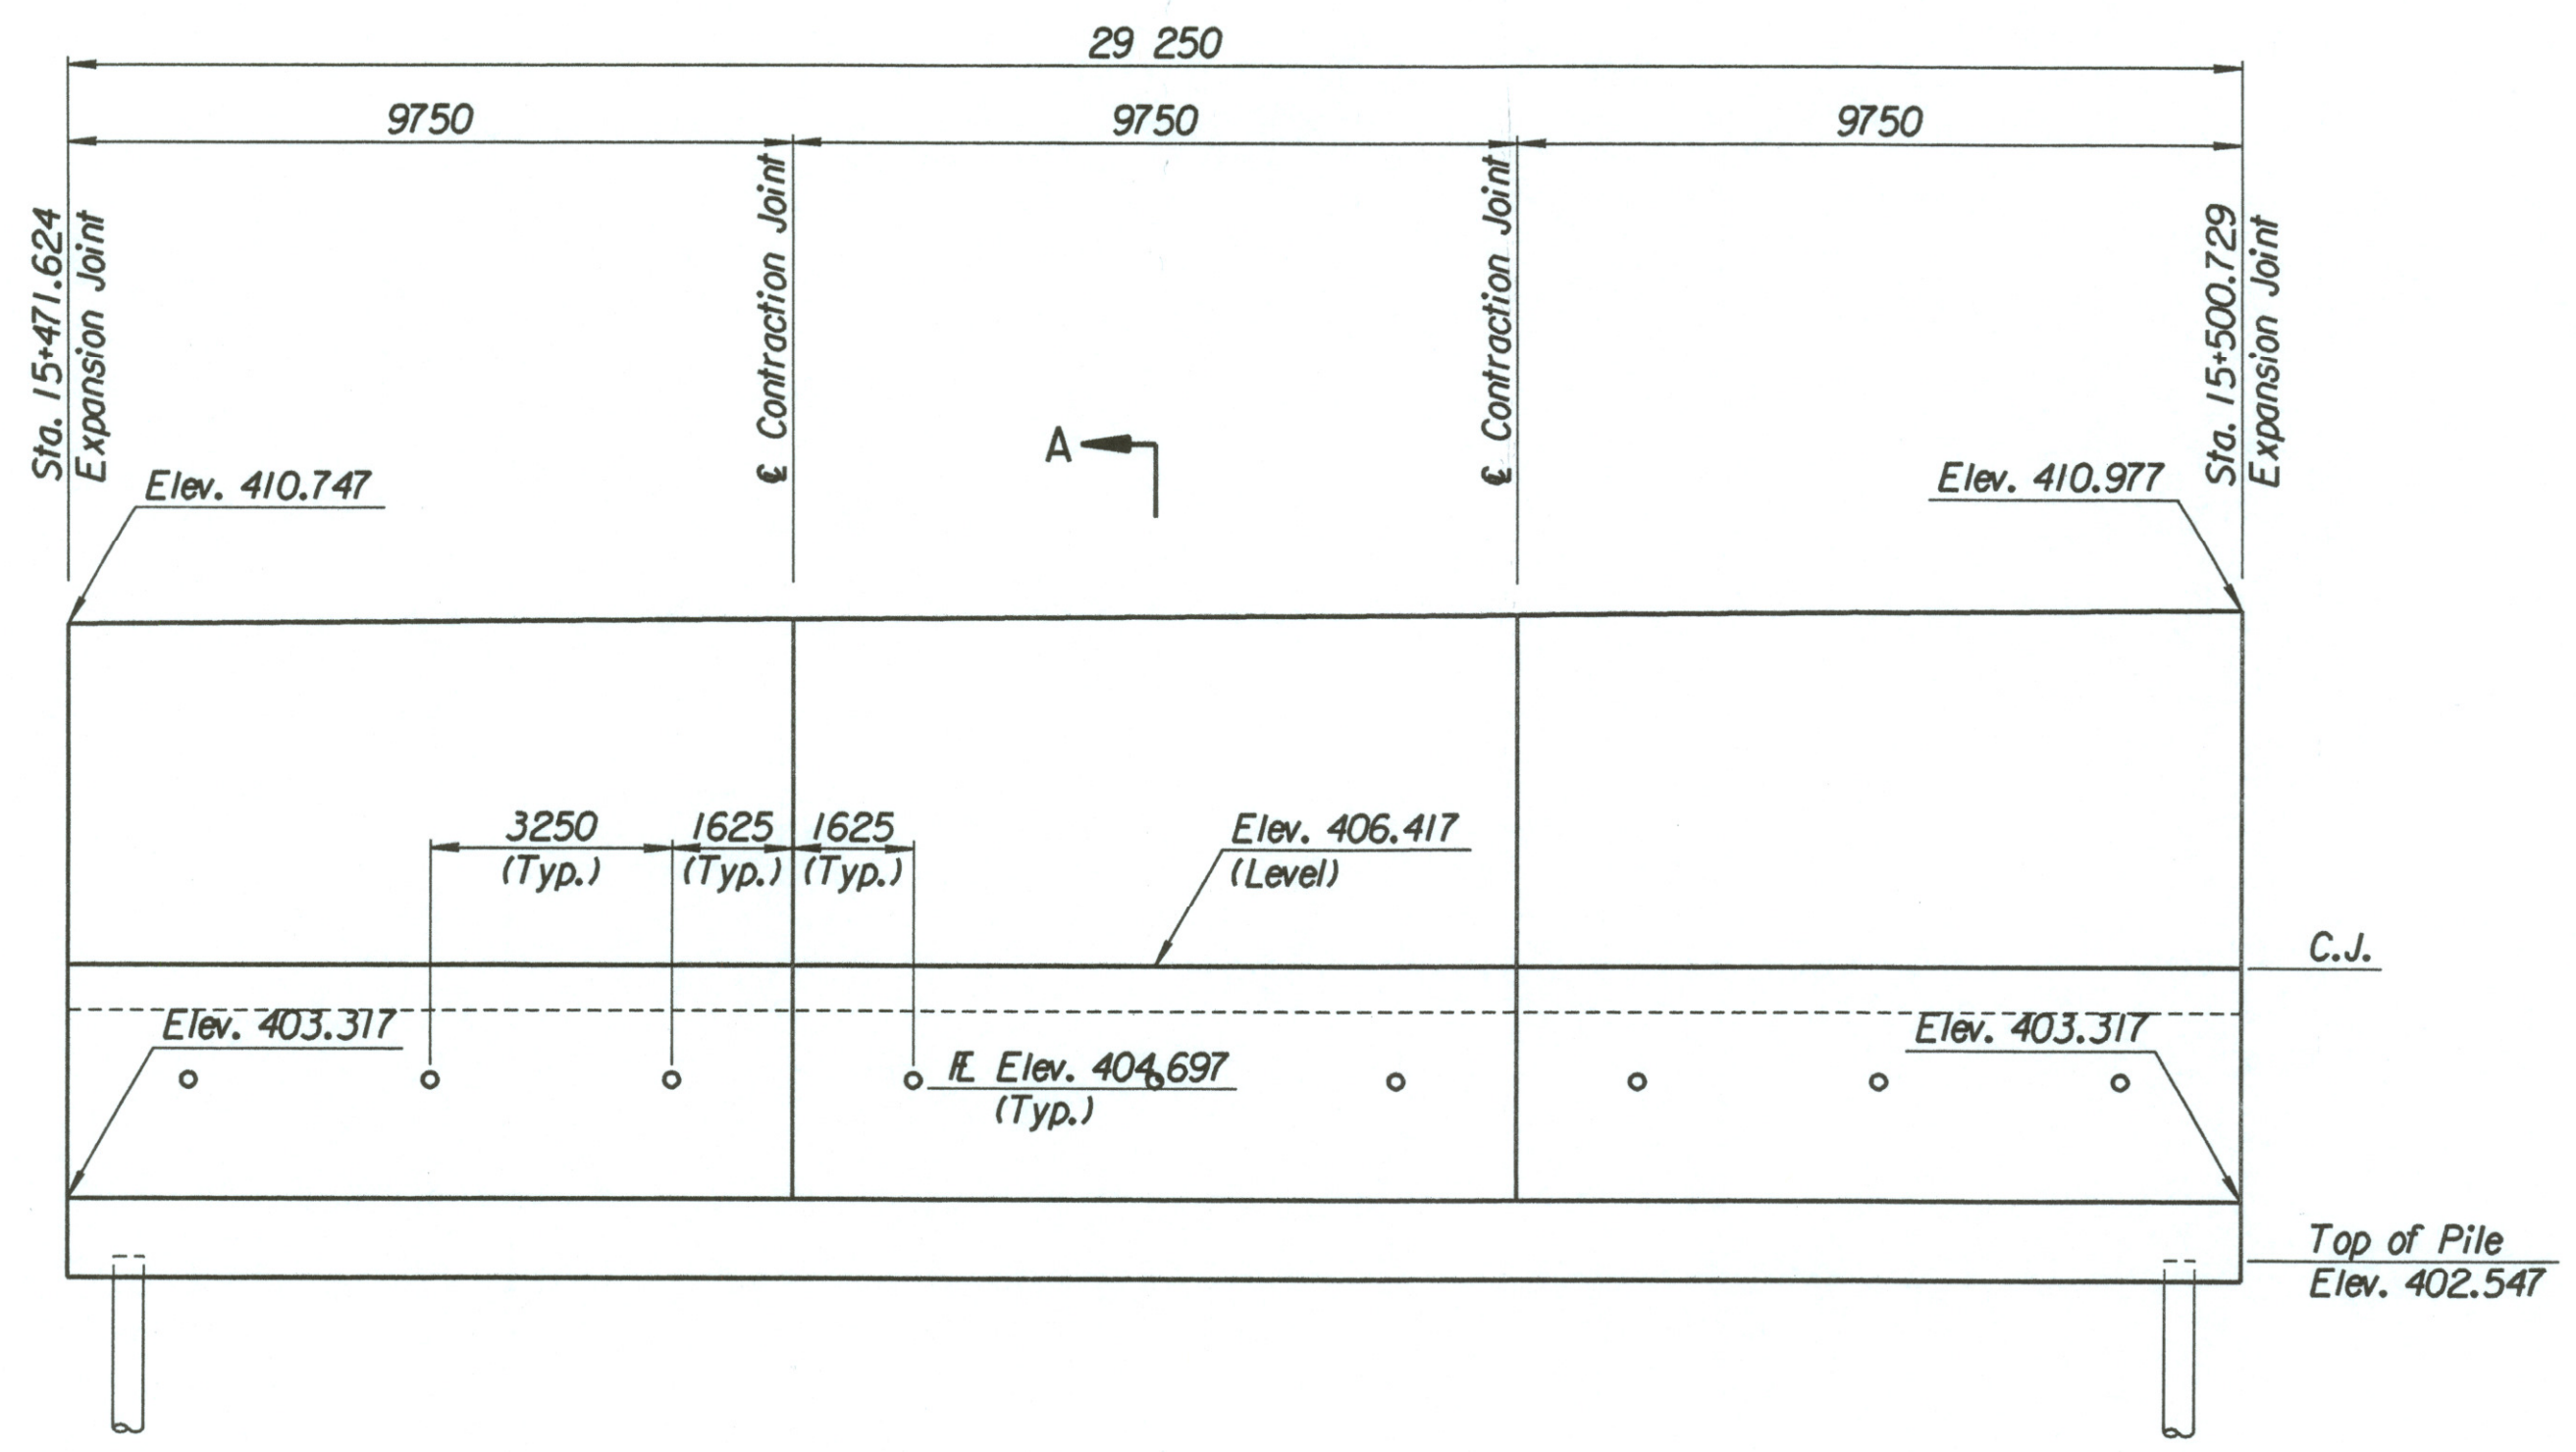 29 250
9750
9750
9750
Sta. 15+471.624
Expansion Joint
℄ Contraction Joint
℄ Contraction Joint
Sta. 15+500.729
Expansion Joint
A
Elev. 410.747
Elev. 410.977
3250
(Typ.)
1625
(Typ.)
1625
(Typ.)
Elev. 406.417
(Level)
C.J.
Elev. 403.317
Elev. 403.317
Elev. 404.697
(Typ.)
Top of Pile
Elev. 402.547